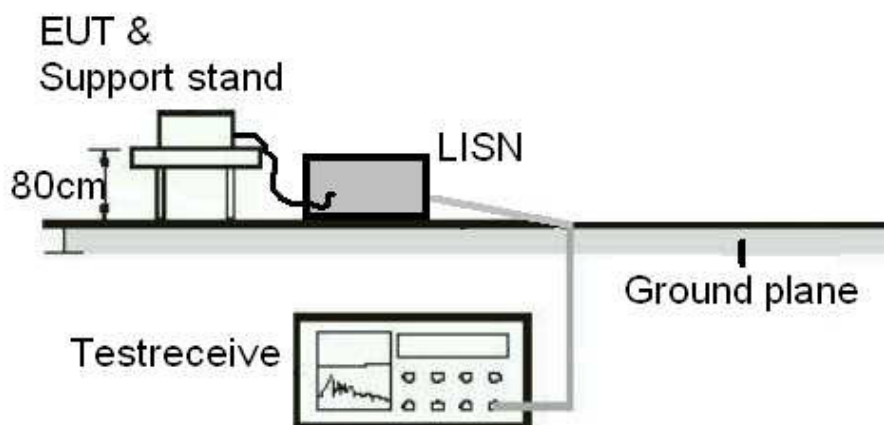 EUT &
Support stand
LISN
80cm
Ground plane
Testreceive